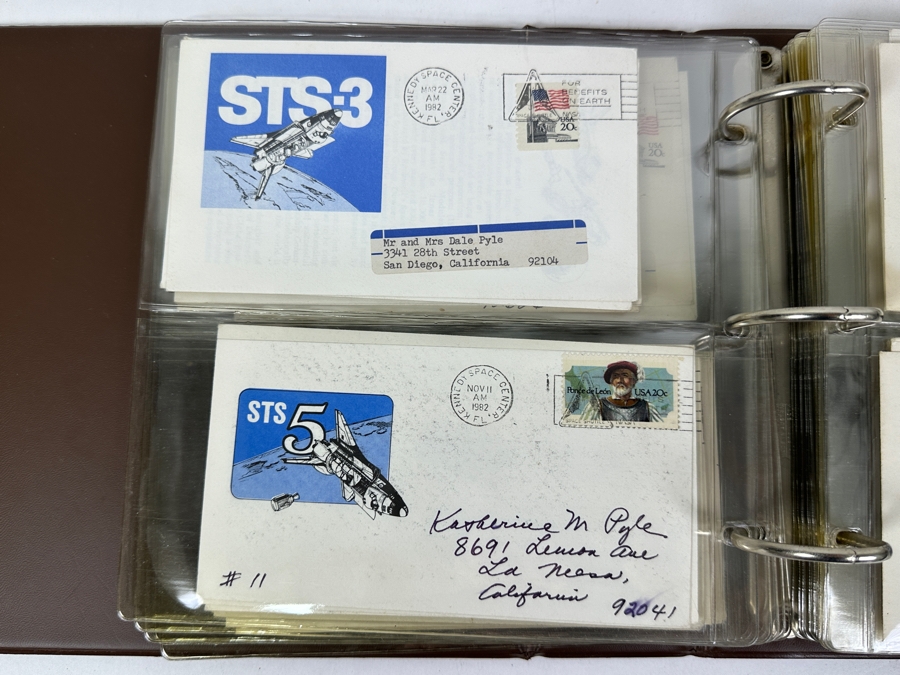 STS-3
KENNEDY SPACE CENTER,
MAR 22
AM
1982
FL.
FOR
BENEFITS
ON EARTH
USA
20c
USA
20c
Mr and Mrs Dale Pyle
3341 28th Street
San Diego, California 92104
STS
5
KENNEDY SPACE CENTER,
NOV 11
AM
1982
FL.
Ponce de León USA 20c
Katherine M Pyle
8691 Lemon Ave
La Mesa,
California
92041
# 11